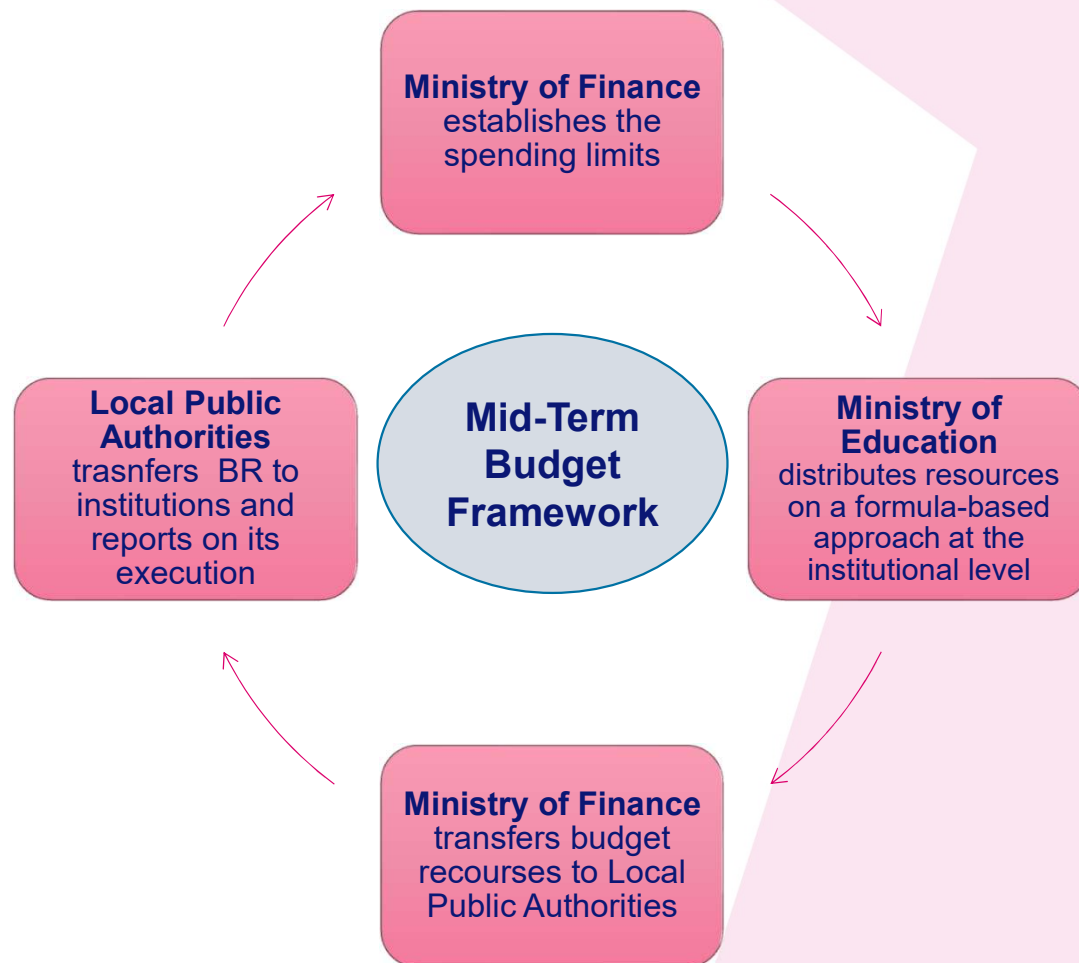 Ministry of Finance
establishes the
spending limits
Local Public
Authorities
trasnfers  BR to
institutions and
reports on its
execution
Mid-Term
Budget
Framework
Ministry of
Education
distributes resources
on a formula-based
approach at the
institutional level
Ministry of Finance
transfers budget
recourses to Local
Public Authorities